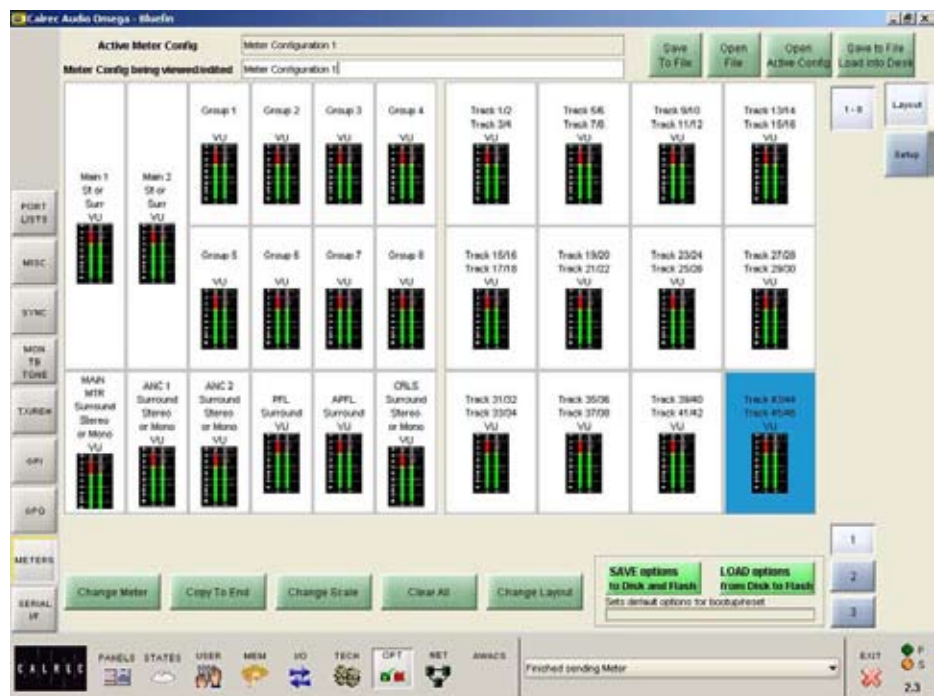 Calrec Audio Omega - Bluefin
Active Meter Config
Meter Configuration 1
Meter Config being viewed/edited
Meter Configuration 1
Save To File
Open File
Open Active Config
Save to File Load into Desk
1 - 8
Layout
Setup
PORT LISTS
MISC
SYNC
MON TB TONE
TX/REH
GPI
GPO
METERS
SERIAL I/F
Main 1 St or Surr VU
Main 2 St or Surr VU
Group 1 VU
Group 2 VU
Group 3 VU
Group 4 VU
Track 1/2 Track 3/4 VU
Track 5/6 Track 7/8 VU
Track 9/10 Track 11/12 VU
Track 13/14 Track 15/16 VU
Group 5 VU
Group 6 VU
Group 7 VU
Group 8 VU
Track 15/16 Track 17/18 VU
Track 19/20 Track 21/22 VU
Track 23/24 Track 25/26 VU
Track 27/28 Track 29/30 VU
MAIN MTR Surround Stereo or Mono VU
ANC 1 Surround Stereo or Mono VU
ANC 2 Surround Stereo or Mono VU
PFL Surround VU
APFL Surround VU
CRLS Surround Stereo or Mono VU
Track 31/32 Track 33/34 VU
Track 35/36 Track 37/38 VU
Track 39/40 Track 41/42 VU
Track 43/44 Track 45/46 VU
1
2
3
Change Meter
Copy To End
Change Scale
Clear All
Change Layout
SAVE options to Disk and Flash
LOAD options from Disk to Flash
Sets default options for bootup/reset
CALREC
PANELS
STATES
USER
MEM
I/O
TECH
OPT
NET
AWACS
Finished sending Meter
EXIT
P
S
2.3